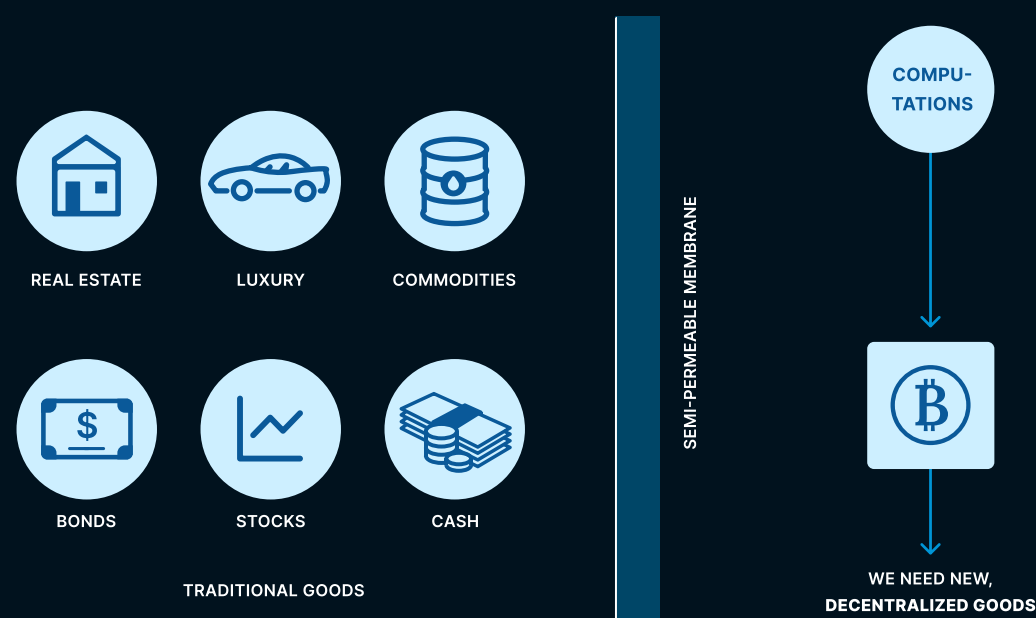 COMPU-
TATIONS
REAL ESTATE
LUXURY
COMMODITIES
$
BONDS
STOCKS
CASH
TRADITIONAL GOODS
SEMI-PERMEABLE MEMBRANE
₿
WE NEED NEW,
DECENTRALIZED GOODS